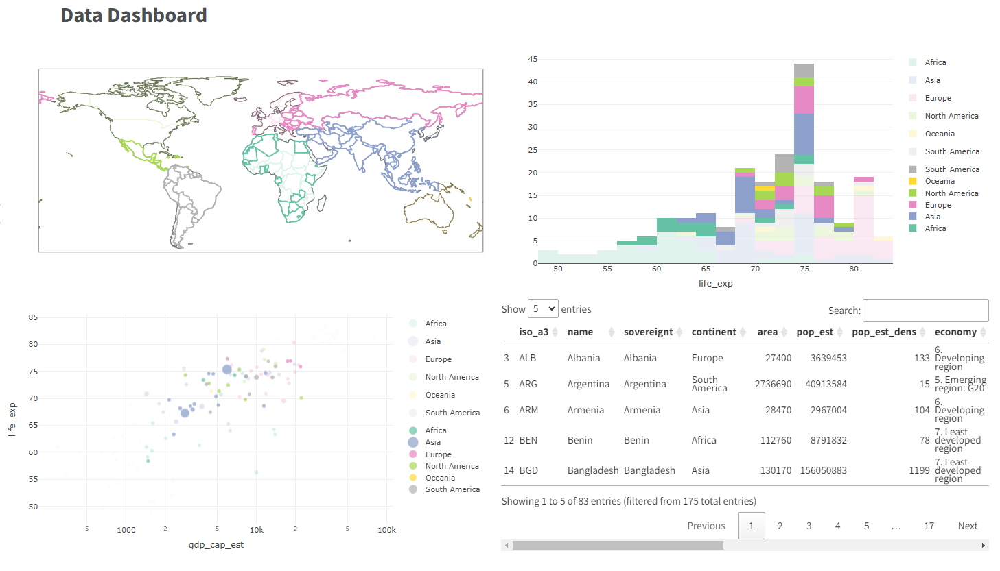 Data Dashboard
45
40
35
30
25
20
15
10
5
0
50 55 60 65 70 75 80
life_exp
Africa
Asia
Europe
North America
Oceania
South America
South America
Oceania
North America
Europe
Asia
Africa
85
80
75
70
65
60
55
50
life_exp
5 1000 2 5 10k 2 5 100k
gdp_cap_est
Africa
Asia
Europe
North America
Oceania
South America
Africa
Asia
Europe
North America
Oceania
South America
Show 5 entries
Search:
iso_a3 name sovereignt continent area pop_est pop_est_dens economy
3 ALB Albania Albania Europe 27400 3639453 133 6. Developing region
5 ARG Argentina Argentina South America 2736690 40913584 15 5. Emerging region: G20
6 ARM Armenia Armenia Asia 28470 2967004 104 6. Developing region
12 BEN Benin Benin Africa 112760 8791832 78 7. Least developed region
14 BGD Bangladesh Bangladesh Asia 130170 156050883 1199 7. Least developed region
Showing 1 to 5 of 83 entries (filtered from 175 total entries)
Previous 1 2 3 4 5 … 17 Next